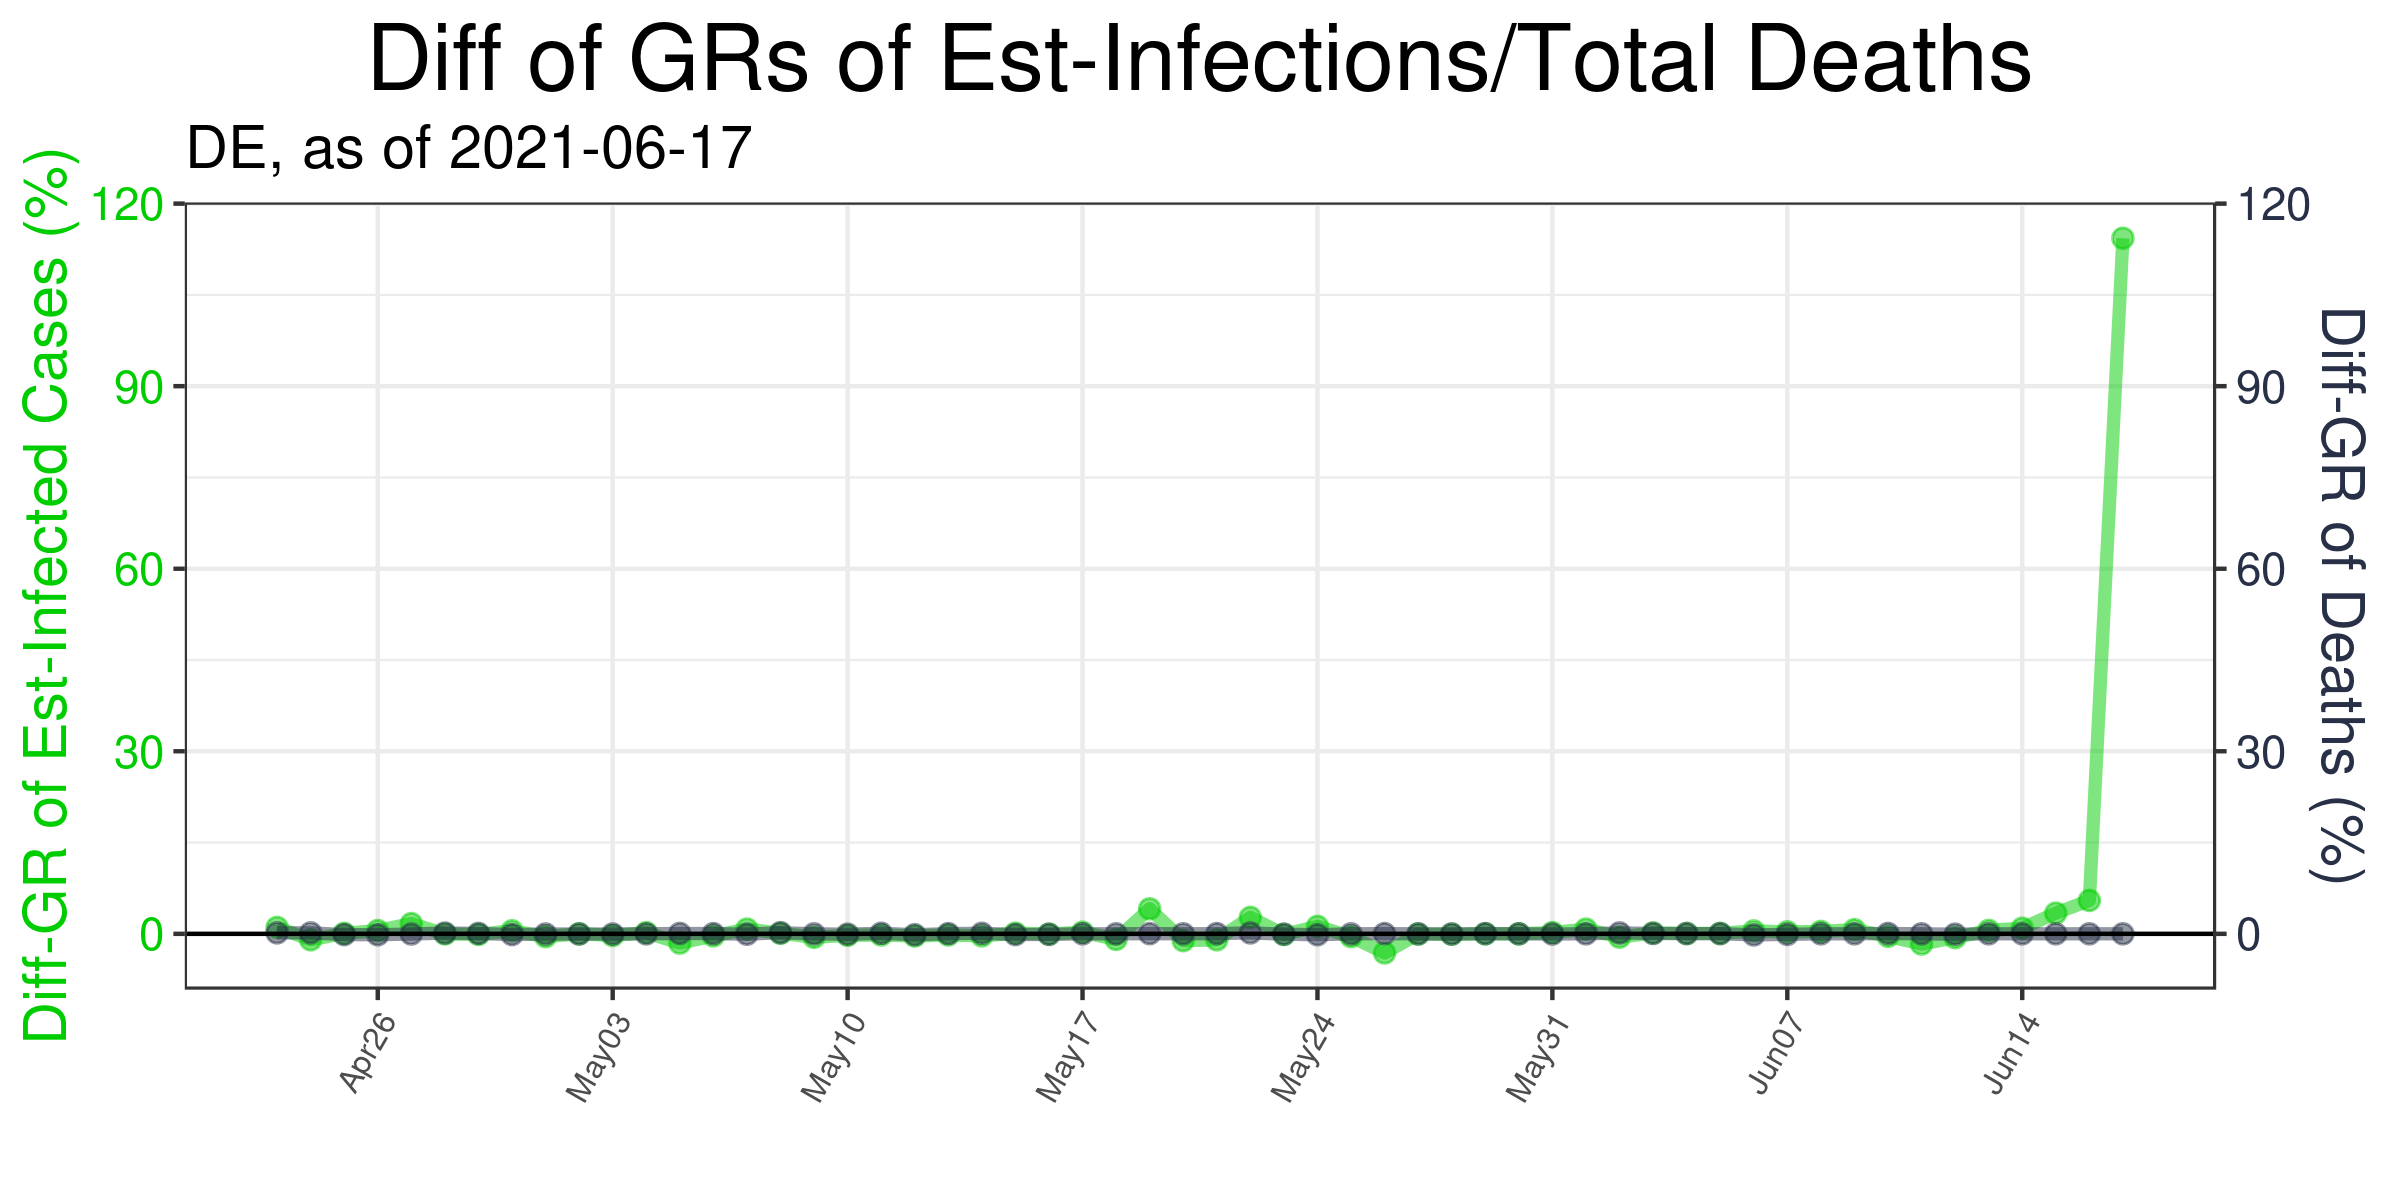 Diff of GRs of Est-Infections/Total Deaths
DE, as of 2021-06-17
Diff-GR of Est-Infected Cases (%)
120
90
60
30
0
120
90
60
30
0
Diff-GR of Deaths (%)
Apr26
May03
May10
May17
May24
May31
Jun07
Jun14